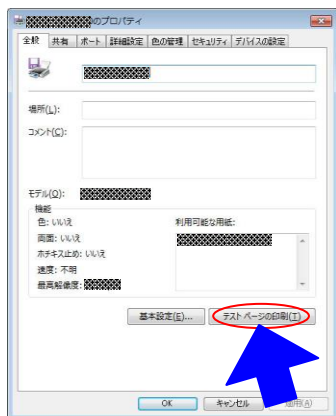 のプロパティ
全般 共有 ポート 詳細設定 色の管理 セキュリティ デバイスの設定
場所(L):
コメント(C):
モデル(O):
機能
色: いいえ 利用可能な用紙:
両面: いいえ
ホチキス止め: いいえ
速度: 不明
最高解像度:
基本設定(E)... テスト ページの印刷(T)
OK キャンセル 適用(A)